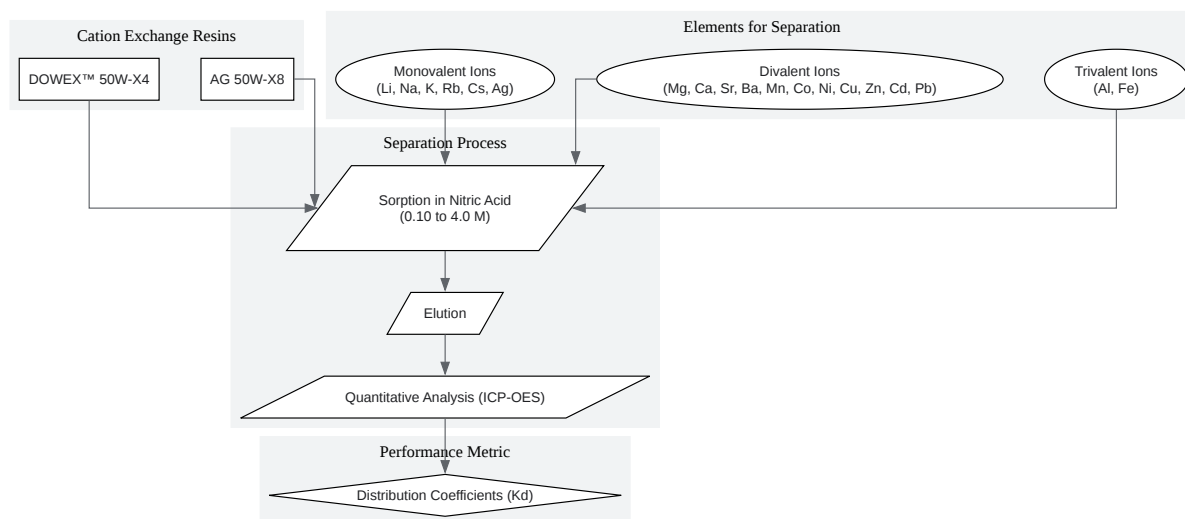 Cation Exchange Resins
DOWEX™ 50W-X4
AG 50W-X8
Elements for Separation
Monovalent Ions
(Li, Na, K, Rb, Cs, Ag)
Divalent Ions
(Mg, Ca, Sr, Ba, Mn, Co, Ni, Cu, Zn, Cd, Pb)
Trivalent Ions
(Al, Fe)
Separation Process
Sorption in Nitric Acid
(0.10 to 4.0 M)
Elution
Quantitative Analysis (ICP-OES)
Performance Metric
Distribution Coefficients (Kd)